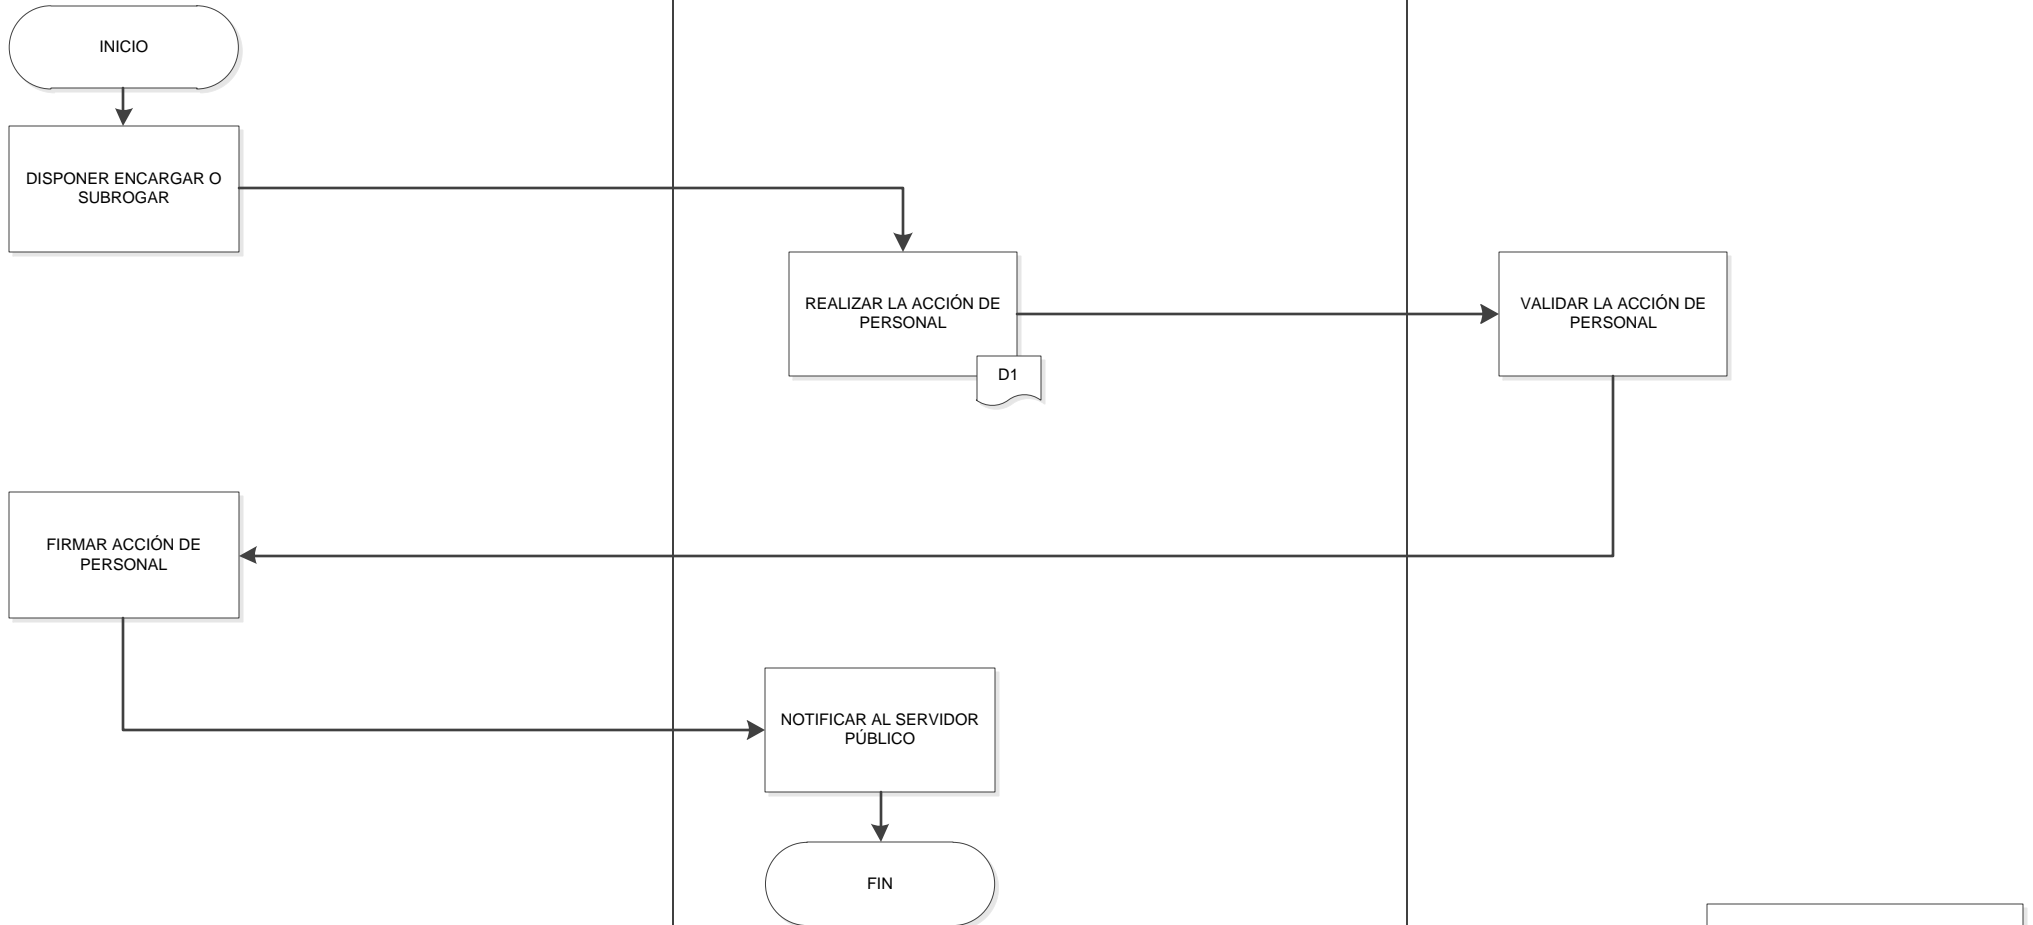 INICIO
DISPONER ENCARGAR O
SUBROGAR
REALIZAR LA ACCIÓN DE
PERSONAL
D1
VALIDAR LA ACCIÓN DE
PERSONAL
FIRMAR ACCIÓN DE
PERSONAL
NOTIFICAR AL SERVIDOR
PÚBLICO
FIN